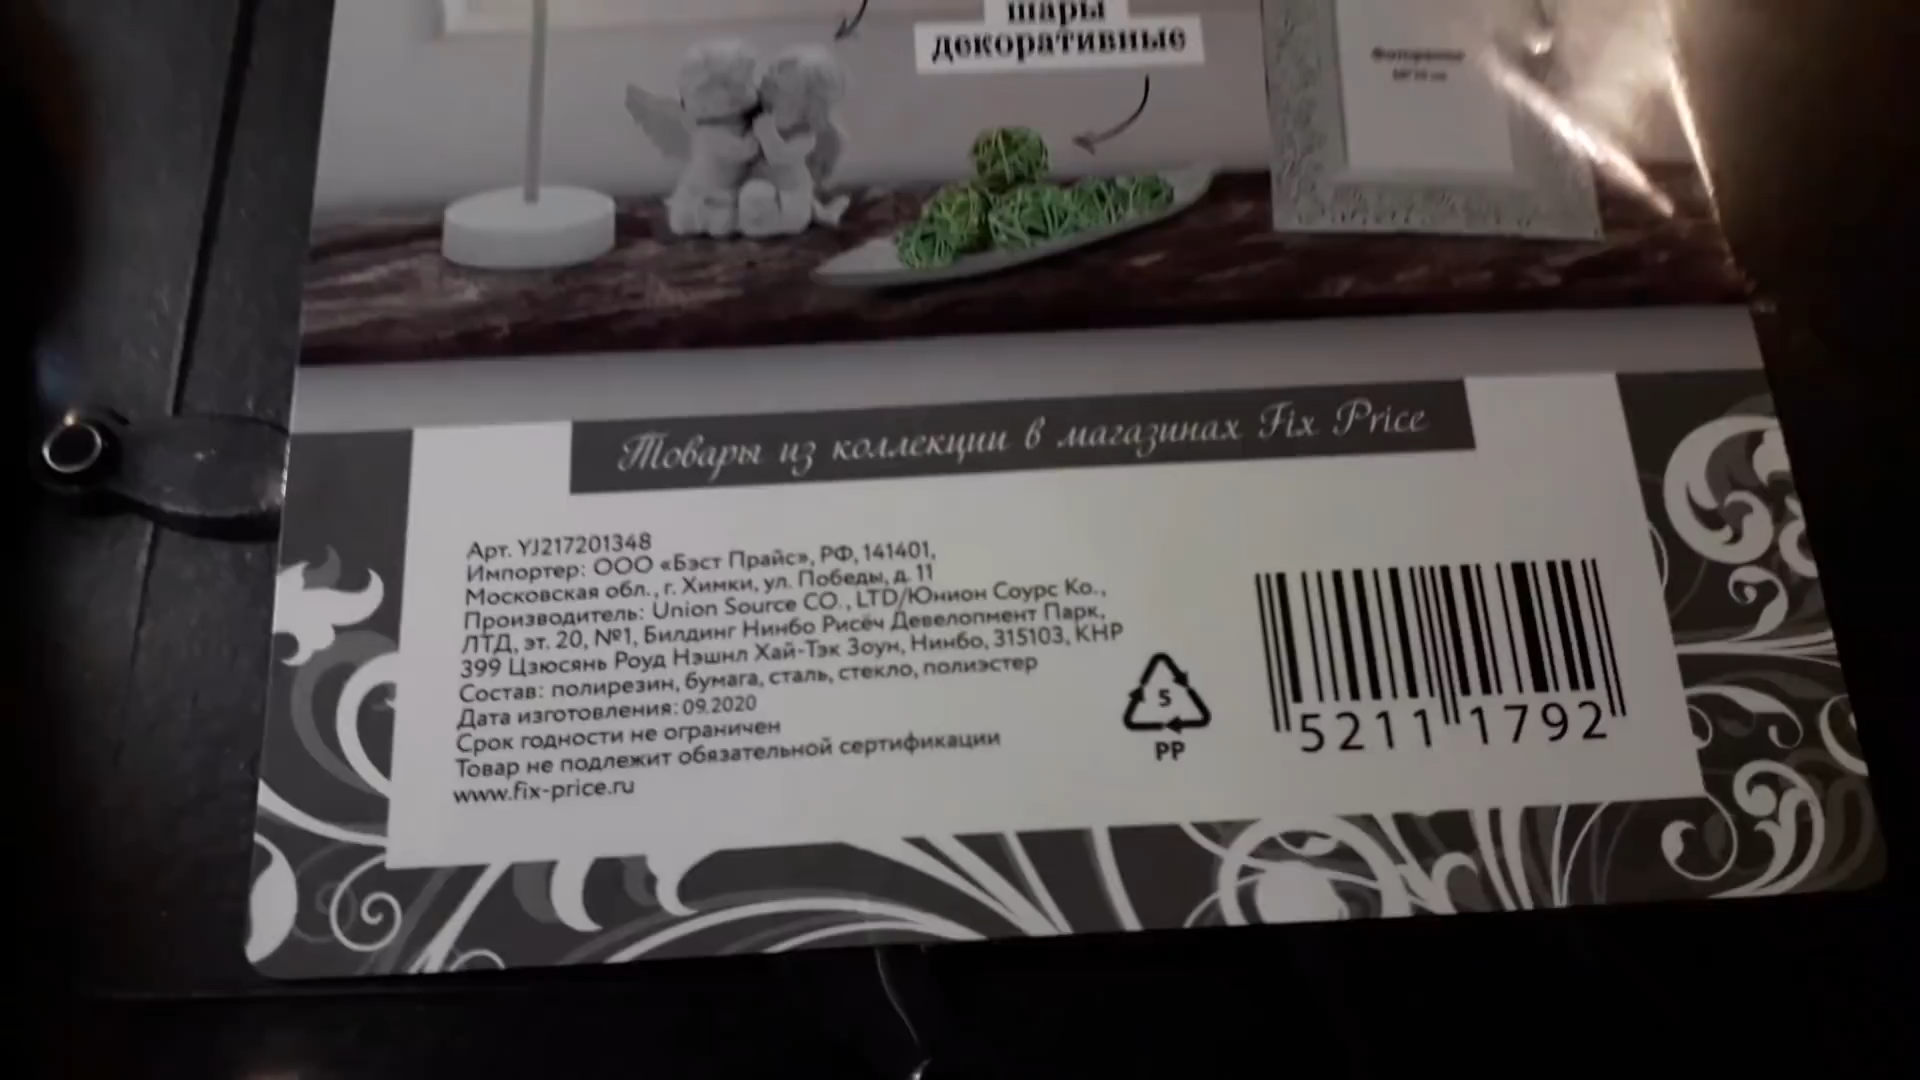 шары
декоративные
Фоторамка
Товары из коллекции в магазинах Fix Price
Арт. YJ217201348
Импортер: ООО «Бэст Прайс», РФ, 141401,
Московская обл., г. Химки, ул. Победы, д. 11
Производитель: Union Source CO., LTD/Юнион Соурс Ко.,
ЛТД, эт. 20, №1, Билдинг Нинбо Рисёч Девелопмент Парк,
399 Цзюсянь Роуд Нэшнл Хай-Тэк Зоун, Нинбо, 315103, КНР
Состав: полирезин, бумага, сталь, стекло, полиэстер
Дата изготовления: 09.2020
Срок годности не ограничен
Товар не подлежит обязательной сертификации
www.fix-price.ru
5
PP
5211 1792